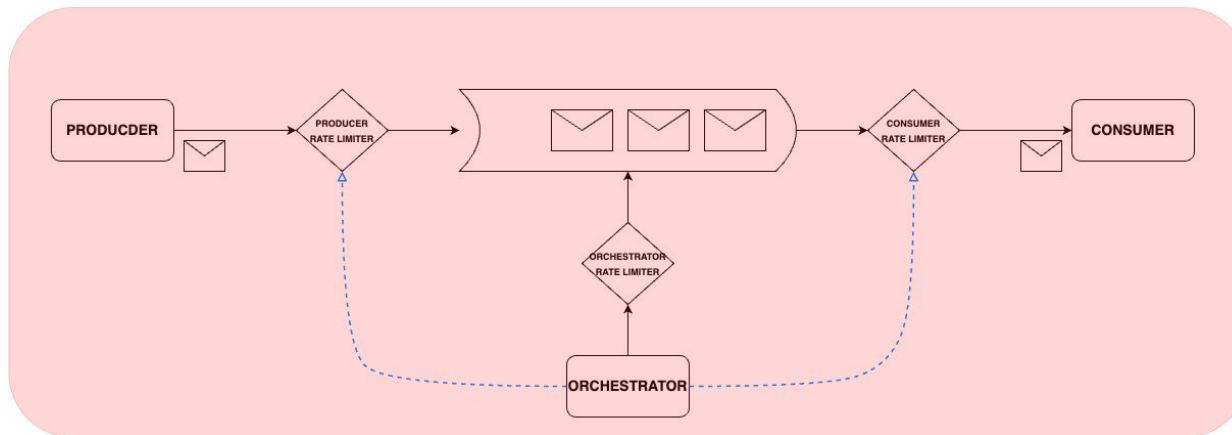 PRODUCDER
PRODUCER
RATE LIMITER
CONSUMER
RATE LIMITER
CONSUMER
ORCHESTRATOR
RATE LIMITER
ORCHESTRATOR